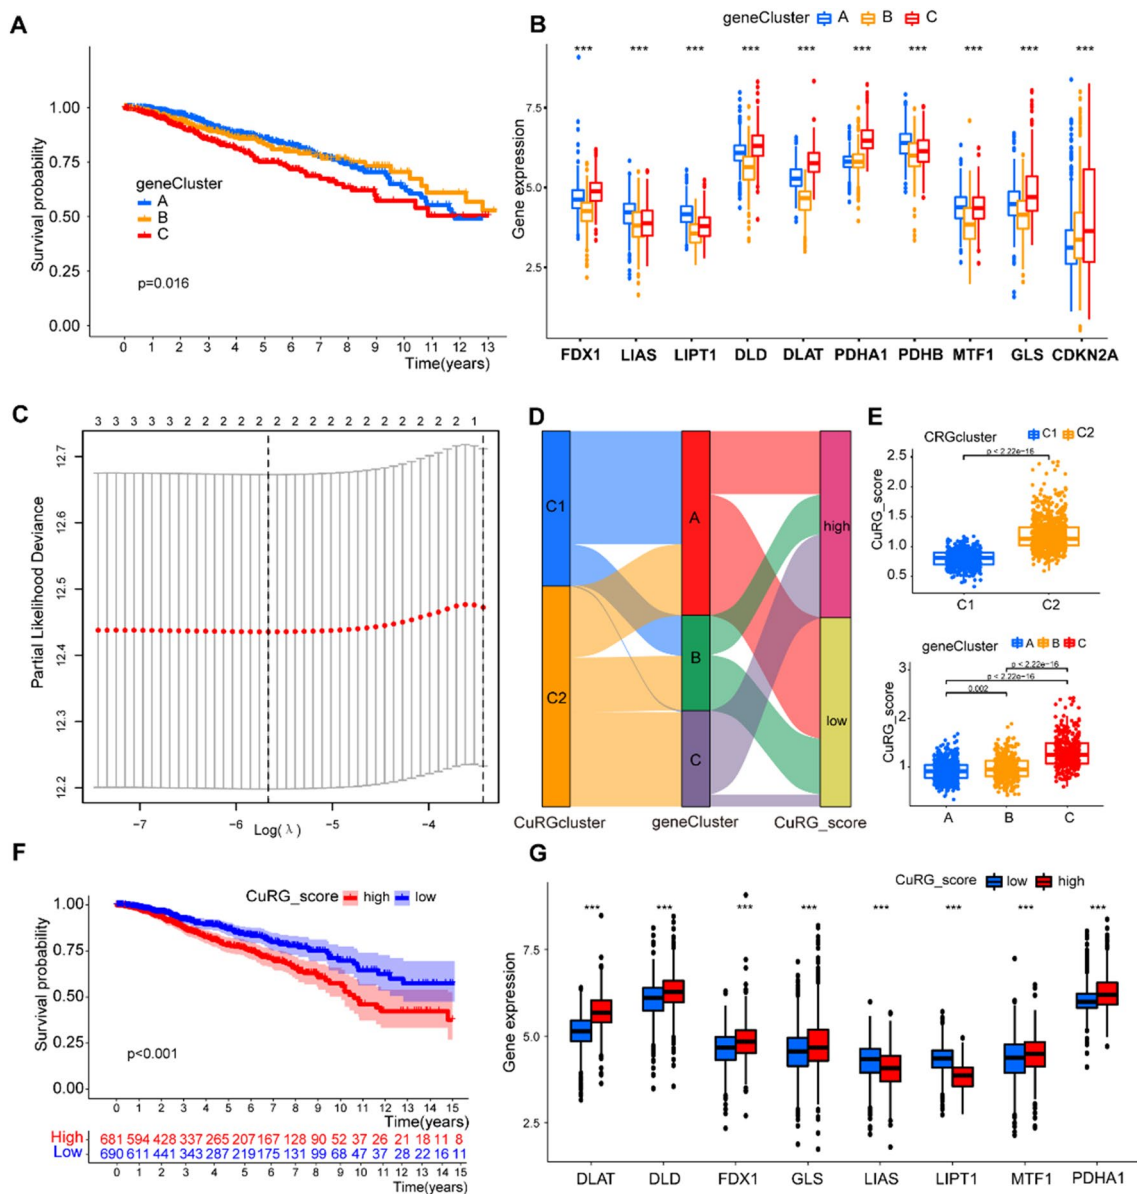 A
1.00
0.75
0.50
0.25
0.00
Survival probability
geneCluster
A
B
C
p=0.016
0 1 2 3 4 5 6 7 8 9 10 11 12 13
Time(years)
B
geneCluster A B C
*** *** *** *** *** *** *** *** *** ***
7.5
5.0
2.5
Gene expression
FDX1 LIAS LIPT1 DLD DLAT PDHA1 PDHB MTF1 GLS CDKN2A
C
3 3 3 3 3 2 2 2 2 2 2 2 2 2 2 2 2 2 2 2 1
12.7
12.6
12.5
12.4
12.3
12.2
Partial Likelihood Deviance
−7 −6 −5 −4
Log(λ)
D
C1
C2
A
B
C
high
low
CuRGcluster geneCluster CuRG_score
E
CRGcluster C1 C2
p < 2.22e−16
2.5
2.0
1.5
1.0
0.5
CuRG_score
C1 C2
geneCluster A B C
p < 2.22e−16
p < 2.22e−16
0.002
3
2
1
CuRG_score
A B C
F
CuRG_score high low
1.00
0.75
0.50
0.25
0.00
Survival probability
p<0.001
0 1 2 3 4 5 6 7 8 9 10 11 12 13 14 15
Time(years)
High 681 594 428 337 265 207 167 128 90 52 37 26 21 18 11 8
Low 690 611 441 343 287 219 175 131 99 68 47 37 28 22 16 11
0 1 2 3 4 5 6 7 8 9 10 11 12 13 14 15
Time(years)
G
CuRG_score low high
*** *** *** *** *** *** *** ***
7.5
5.0
2.5
Gene expression
DLAT DLD FDX1 GLS LIAS LIPT1 MTF1 PDHA1